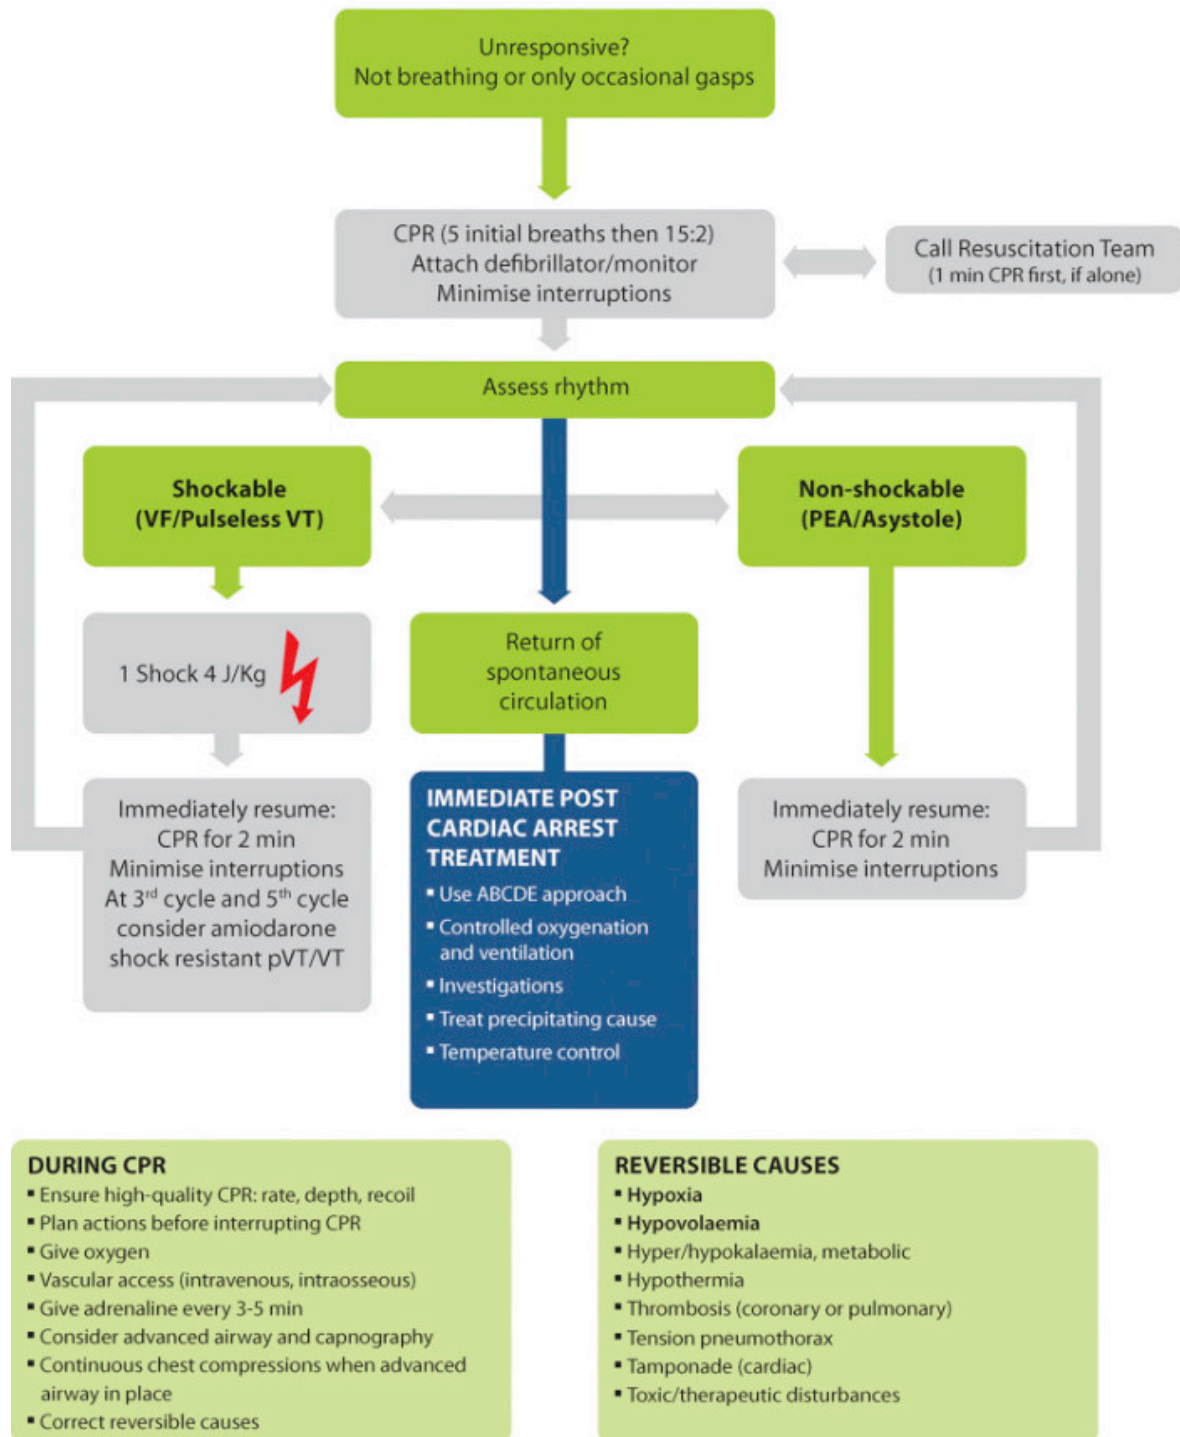 Unresponsive?
Not breathing or only occasional gasps
CPR (5 initial breaths then 15:2)
Attach defibrillator/monitor
Minimise interruptions
Call Resuscitation Team
(1 min CPR first, if alone)
Assess rhythm
Shockable
(VF/Pulseless VT)
Non-shockable
(PEA/Asystole)
1 Shock 4 J/Kg
Return of
spontaneous
circulation
Immediately resume:
CPR for 2 min
Minimise interruptions
At 3rd cycle and 5th cycle
consider amiodarone
shock resistant pVT/VT
IMMEDIATE POST
CARDIAC ARREST
TREATMENT
▪ Use ABCDE approach
▪ Controlled oxygenation
and ventilation
▪ Investigations
▪ Treat precipitating cause
▪ Temperature control
Immediately resume:
CPR for 2 min
Minimise interruptions
DURING CPR
▪ Ensure high-quality CPR: rate, depth, recoil
▪ Plan actions before interrupting CPR
▪ Give oxygen
▪ Vascular access (intravenous, intraosseous)
▪ Give adrenaline every 3-5 min
▪ Consider advanced airway and capnography
▪ Continuous chest compressions when advanced
airway in place
▪ Correct reversible causes
REVERSIBLE CAUSES
▪ Hypoxia
▪ Hypovolaemia
▪ Hyper/hypokalaemia, metabolic
▪ Hypothermia
▪ Thrombosis (coronary or pulmonary)
▪ Tension pneumothorax
▪ Tamponade (cardiac)
▪ Toxic/therapeutic disturbances